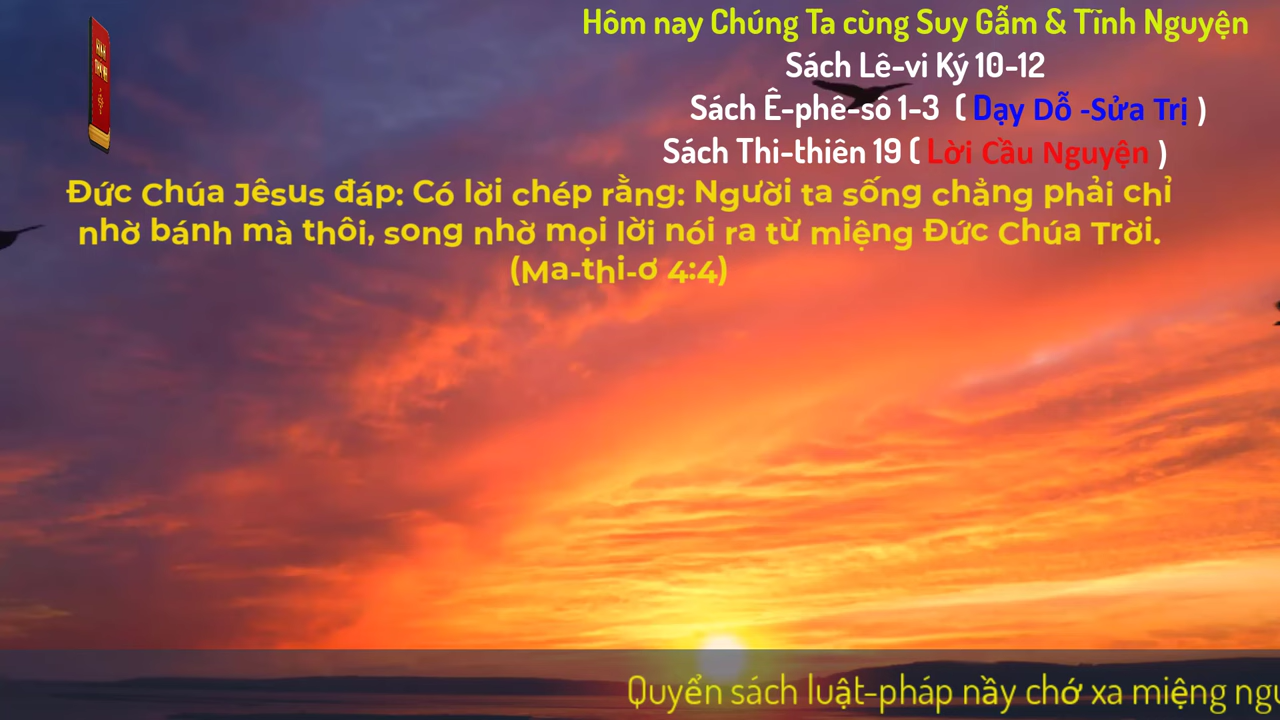 Hôm nay Chúng Ta cùng Suy Gẫm & Tĩnh Nguyện
Sách Lê-vi Ký 10-12
Sách Ê-phê-sô 1-3 ( Dạy Dỗ -Sửa Trị )
Sách Thi-thiên 19 ( Lời Cầu Nguyện )
Đức Chúa Jêsus đáp: Có lời chép rằng: Người ta sống chẳng phải chỉ
nhờ bánh mà thôi, song nhờ mọi lời nói ra từ miệng Đức Chúa Trời.
(Ma-thi-ơ 4:4)
Quyển sách luật-pháp nầy chớ xa miệng